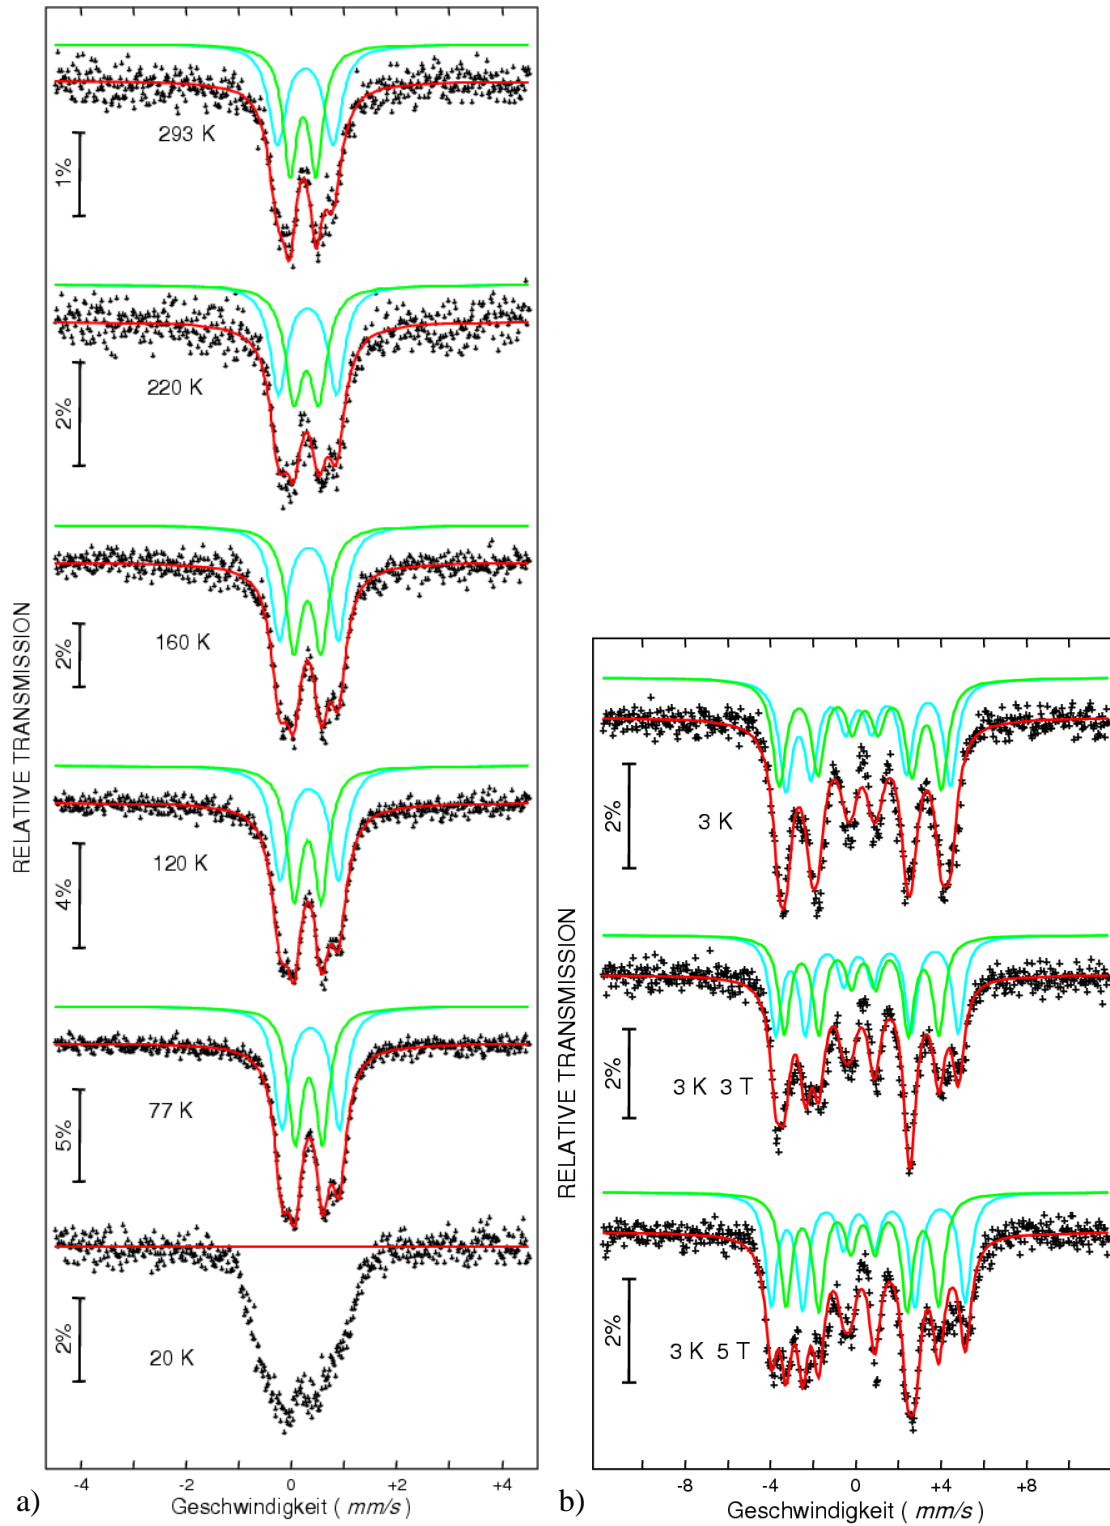 RELATIVE TRANSMISSION
293 K
1%
220 K
2%
160 K
2%
120 K
4%
77 K
5%
20 K
2%
-4 -2 0 +2 +4
Geschwindigkeit ( mm/s )
a)
RELATIVE TRANSMISSION
3 K
2%
3 K 3 T
2%
3 K 5 T
2%
-8 -4 0 +4 +8
Geschwindigkeit ( mm/s )
b)